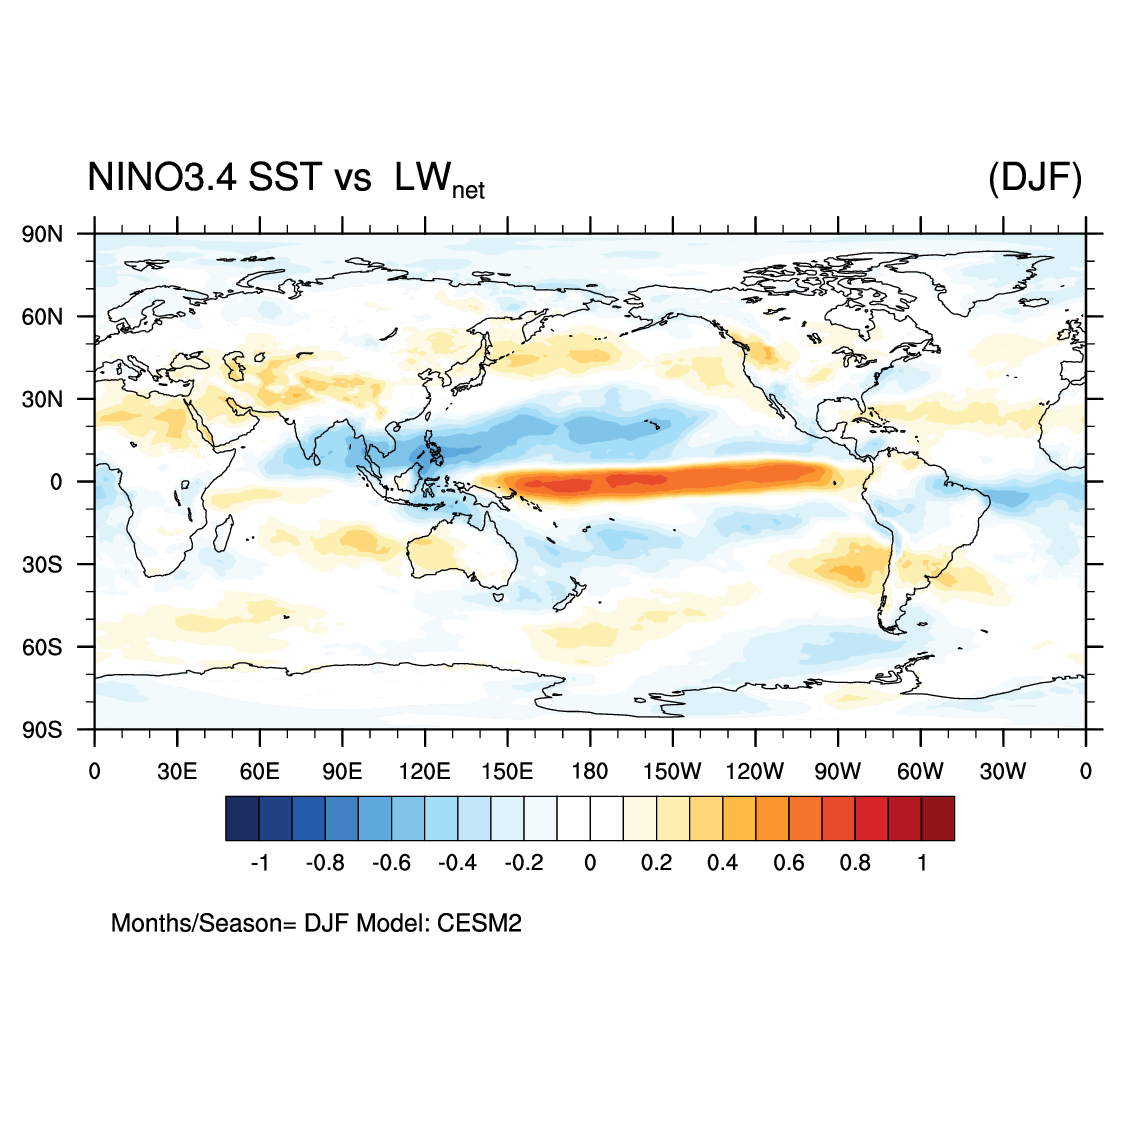 NINO3.4 SST vs LWnet (DJF)
90N
60N
30N
0
30S
60S
90S
0 30E 60E 90E 120E 150E 180 150W 120W 90W 60W 30W 0
-1 -0.8 -0.6 -0.4 -0.2 0 0.2 0.4 0.6 0.8 1
Months/Season= DJF Model: CESM2